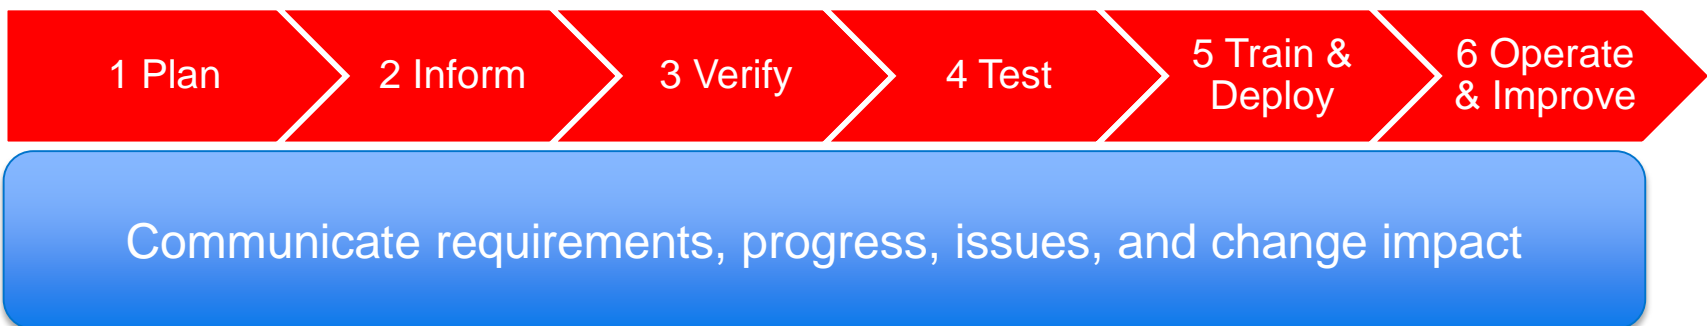 1 Plan
2 Inform
3 Verify
4 Test
5 Train &
Deploy
6 Operate
& Improve
Communicate requirements, progress, issues, and change impact